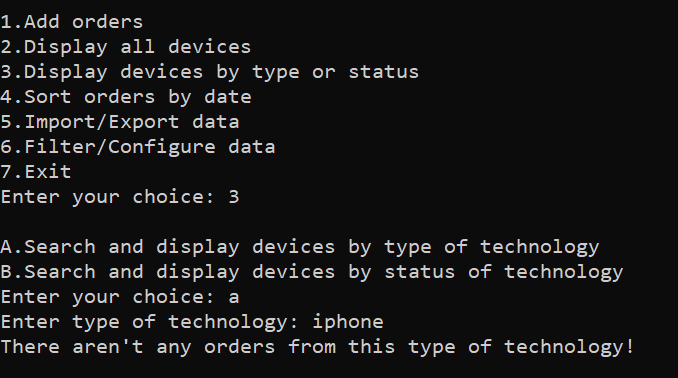 1.Add orders
2.Display all devices
3.Display devices by type or status
4.Sort orders by date
5.Import/Export data
6.Filter/Configure data
7.Exit
Enter your choice: 3
A.Search and display devices by type of technology
B.Search and display devices by status of technology
Enter your choice: a
Enter type of technology: iphone
There aren't any orders from this type of technology!